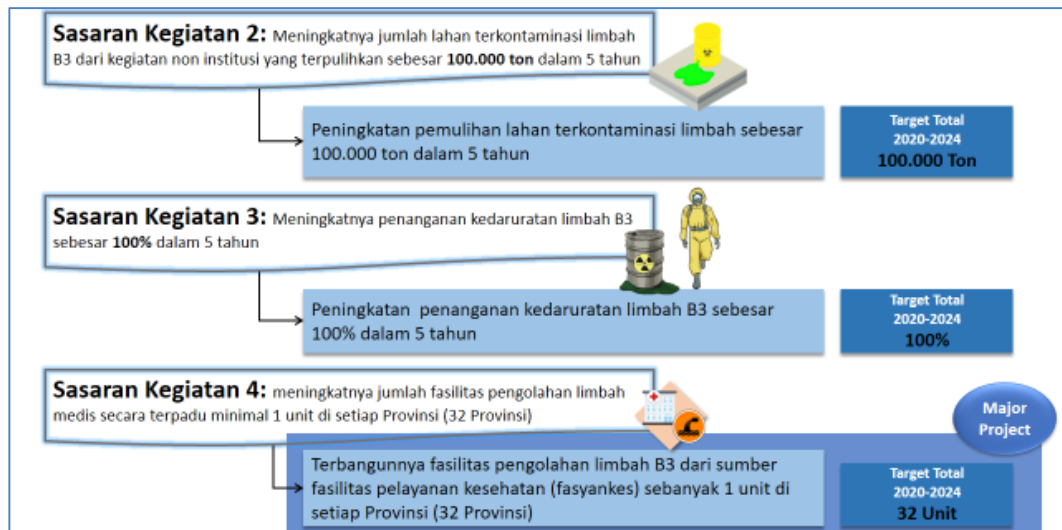 Sasaran Kegiatan 2: Meningkatnya jumlah lahan terkontaminasi limbah
B3 dari kegiatan non institusi yang terpulihkan sebesar 100.000 ton dalam 5 tahun
Peningkatan pemulihan lahan terkontaminasi limbah sebesar
100.000 ton dalam 5 tahun
Target Total
2020-2024
100.000 Ton
Sasaran Kegiatan 3: Meningkatnya penanganan kedaruratan limbah B3
sebesar 100% dalam 5 tahun
Peningkatan penanganan kedaruratan limbah B3 sebesar
100% dalam 5 tahun
Target Total
2020-2024
100%
Sasaran Kegiatan 4: meningkatnya jumlah fasilitas pengolahan limbah
medis secara terpadu minimal 1 unit di setiap Provinsi (32 Provinsi)
Major
Project
Terbangunnya fasilitas pengolahan limbah B3 dari sumber
fasilitas pelayanan kesehatan (fasyankes) sebanyak 1 unit di
setiap Provinsi (32 Provinsi)
Target Total
2020-2024
32 Unit